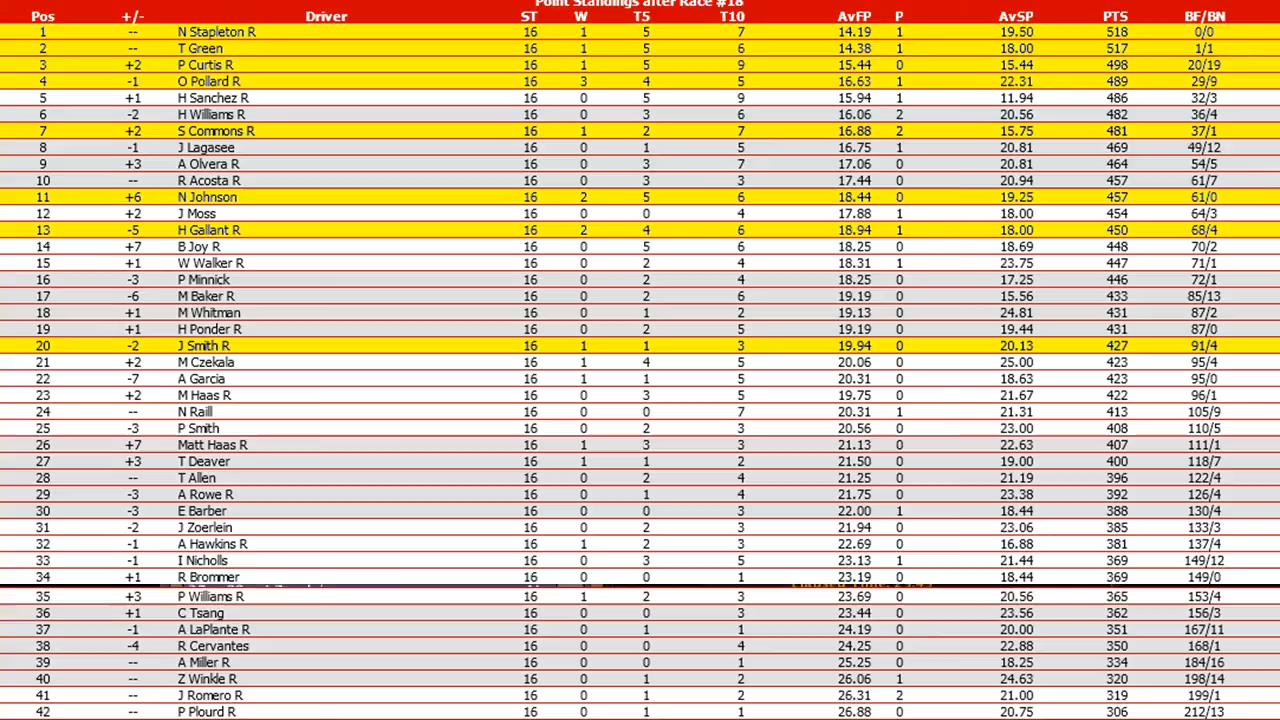 Point Standings after Race #18
Pos +/- Driver ST W T5 T10 AvFP P AvSP PTS BF/BN
1 -- N Stapleton R 16 1 5 7 14.19 1 19.50 518 0/0
2 -- T Green 16 1 5 6 14.38 1 18.00 517 1/1
3 +2 P Curtis R 16 1 5 9 15.44 0 15.44 498 20/19
4 -1 O Pollard R 16 3 4 5 16.63 1 22.31 489 29/9
5 +1 H Sanchez R 16 0 5 9 15.94 1 11.94 486 32/3
6 -2 H Williams R 16 0 3 6 16.06 2 20.56 482 36/4
7 +2 S Commons R 16 1 2 7 16.88 2 15.75 481 37/1
8 -1 J Lagasee 16 0 1 5 16.75 1 20.81 469 49/12
9 +3 A Olvera R 16 0 3 7 17.06 0 20.81 464 54/5
10 -- R Acosta R 16 0 3 3 17.44 0 20.94 457 61/7
11 +6 N Johnson 16 2 5 6 18.44 0 19.25 457 61/0
12 +2 J Moss 16 0 0 4 17.88 1 18.00 454 64/3
13 -5 H Gallant R 16 2 4 6 18.94 1 18.00 450 68/4
14 +7 B Joy R 16 0 5 6 18.25 0 18.69 448 70/2
15 +1 W Walker R 16 0 2 4 18.31 1 23.75 447 71/1
16 -3 P Minnick 16 0 2 4 18.25 0 17.25 446 72/1
17 -6 M Baker R 16 0 2 6 19.19 0 15.56 433 85/13
18 +1 M Whitman 16 0 1 2 19.13 0 24.81 431 87/2
19 +1 H Ponder R 16 0 2 5 19.19 0 19.44 431 87/0
20 -2 J Smith R 16 1 1 3 19.94 0 20.13 427 91/4
21 +2 M Czekala 16 1 4 5 20.06 0 25.00 423 95/4
22 -7 A Garcia 16 1 1 5 20.31 0 18.63 423 95/0
23 +2 M Haas R 16 0 3 5 19.75 0 21.67 422 96/1
24 -- N Raill 16 0 0 7 20.31 1 21.31 413 105/9
25 -3 P Smith 16 0 2 3 20.56 0 23.00 408 110/5
26 +7 Matt Haas R 16 1 3 3 21.13 0 22.63 407 111/1
27 +3 T Deaver 16 1 1 2 21.50 0 19.00 400 118/7
28 -- T Allen 16 0 2 4 21.25 0 21.19 396 122/4
29 -3 A Rowe R 16 0 1 4 21.75 0 23.38 392 126/4
30 -3 E Barber 16 0 0 3 22.00 1 18.44 388 130/4
31 -2 J Zoerlein 16 0 2 3 21.94 0 23.06 385 133/3
32 -1 A Hawkins R 16 1 2 3 22.69 0 16.88 381 137/4
33 -1 I Nicholls 16 0 3 5 23.13 1 21.44 369 149/12
34 +1 R Brommer 16 0 0 1 23.19 0 18.44 369 149/0
35 +3 P Williams R 16 1 2 3 23.69 0 20.56 365 153/4
36 +1 C Tsang 16 0 0 3 23.44 0 23.56 362 156/3
37 -1 A LaPlante R 16 0 1 1 24.19 0 20.00 351 167/11
38 -4 R Cervantes 16 0 0 4 24.25 0 22.88 350 168/1
39 -- A Miller R 16 0 0 1 25.25 0 18.25 334 184/16
40 -- Z Winkle R 16 0 1 2 26.06 1 24.63 320 198/14
41 -- J Romero R 16 0 1 2 26.31 2 21.00 319 199/1
42 -- P Plourd R 16 0 1 1 26.88 0 20.75 306 212/13